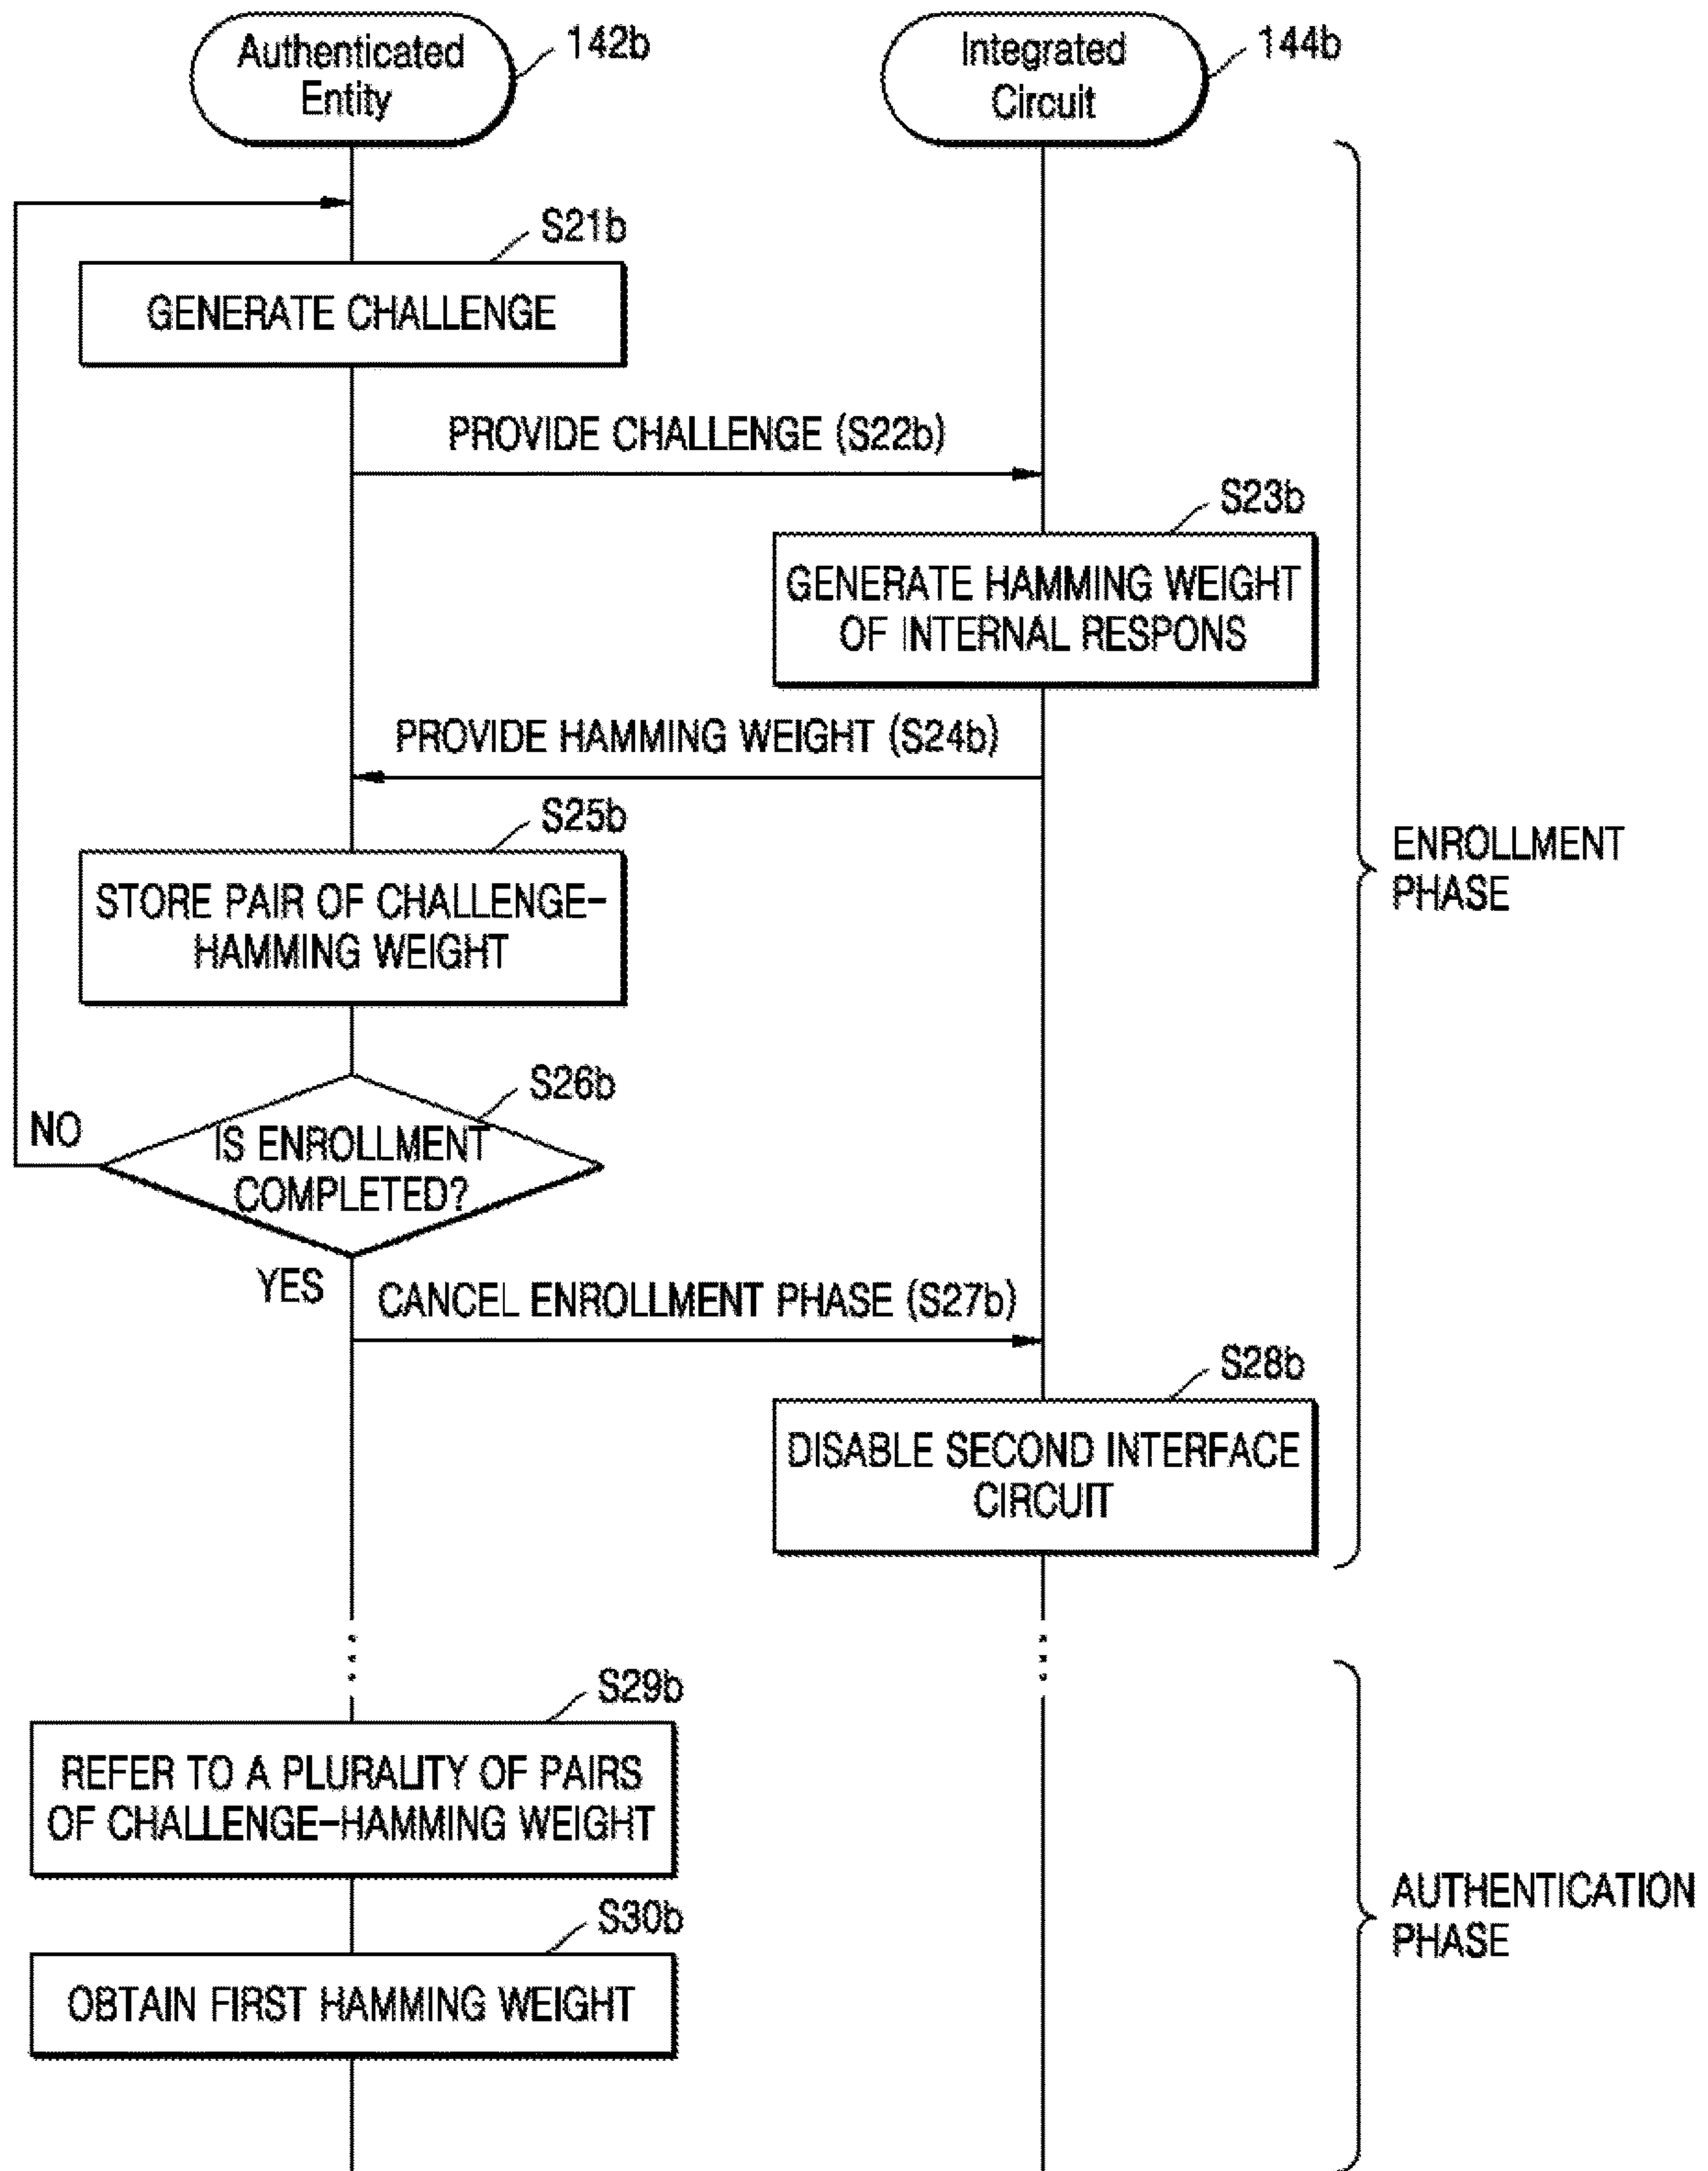 Authenticated
Entity
142b
Integrated
Circuit
144b
S21b
GENERATE CHALLENGE
PROVIDE CHALLENGE (S22b)
S23b
GENERATE HAMMING WEIGHT
OF INTERNAL RESPONS
PROVIDE HAMMING WEIGHT (S24b)
S25b
STORE PAIR OF CHALLENGE-
HAMMING WEIGHT
ENROLLMENT
PHASE
S26b
NO
IS ENROLLMENT
COMPLETED?
YES
CANCEL ENROLLMENT PHASE (S27b)
S28b
DISABLE SECOND INTERFACE
CIRCUIT
S29b
REFER TO A PLURALITY OF PAIRS
OF CHALLENGE-HAMMING WEIGHT
S30b
OBTAIN FIRST HAMMING WEIGHT
AUTHENTICATION
PHASE